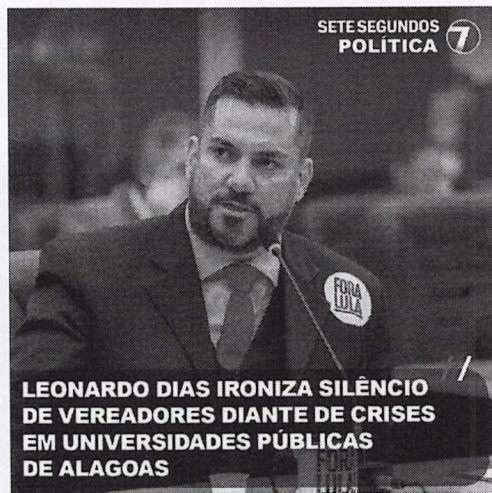 SETE SEGUNDOS
POLÍTICA 7
FORA
LULA
LEONARDO DIAS IRONIZA SILÊNCIO
DE VEREADORES DIANTE DE CRISES
EM UNIVERSIDADES PÚBLICAS
DE ALAGOAS
FORA